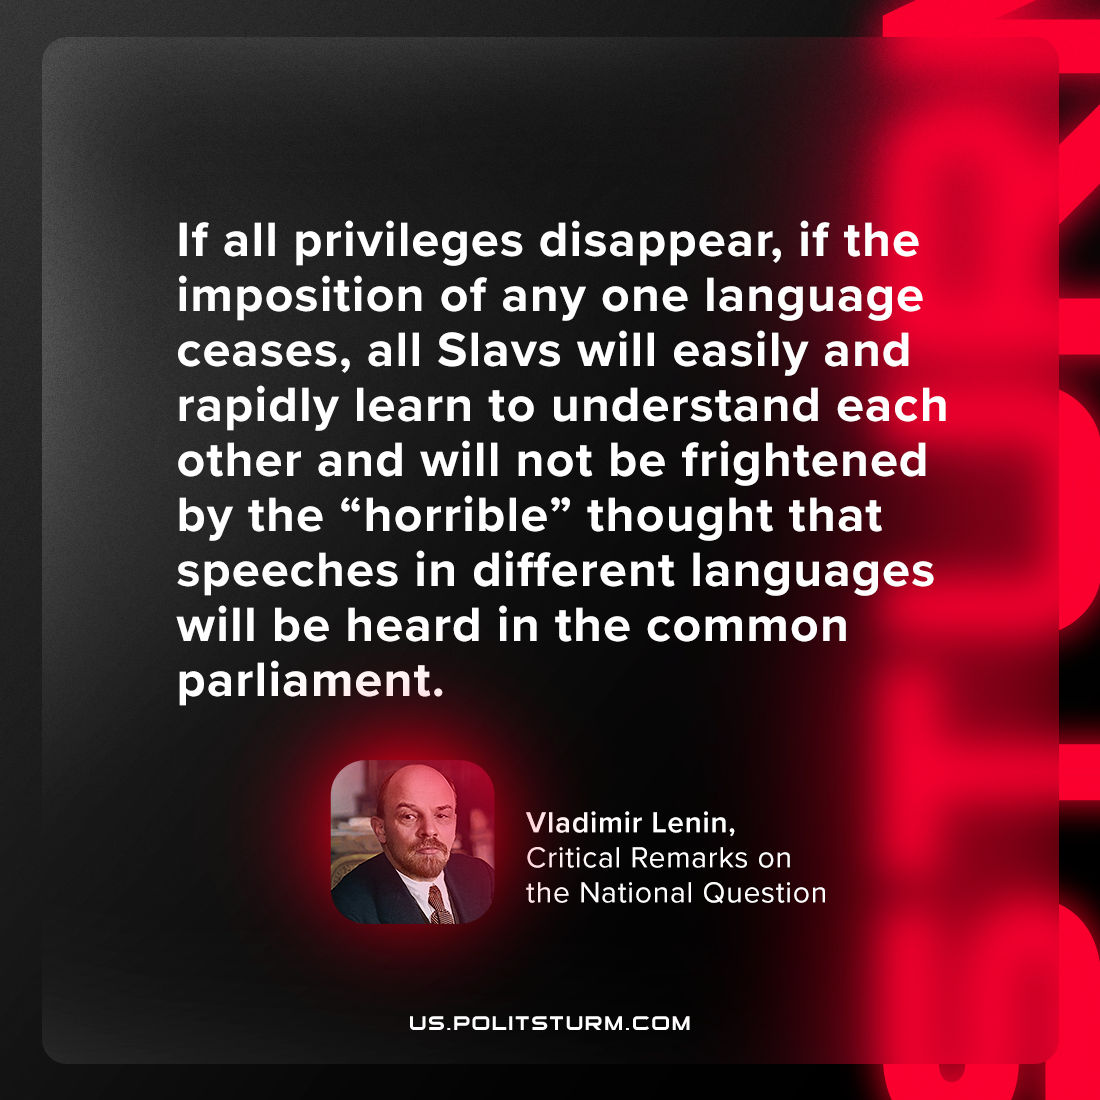 If all privileges disappear, if the
imposition of any one language
ceases, all Slavs will easily and
rapidly learn to understand each
other and will not be frightened
by the “horrible” thought that
speeches in different languages
will be heard in the common
parliament.
Vladimir Lenin,
Critical Remarks on
the National Question
US.POLITSTURM.COM